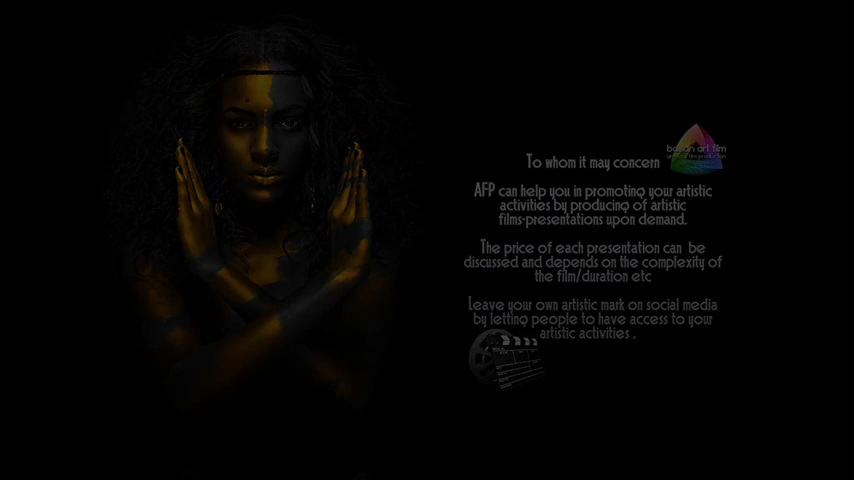 To whom it may concern
art film
AFP can help you in promoting your artistic
activities by producing of artistic
films-presentations upon demand.
The price of each presentation can be
discussed and depends on the complexity of
the film/duration etc
Leave your own artistic mark on social media
by letting people to have access to your
artistic activities .